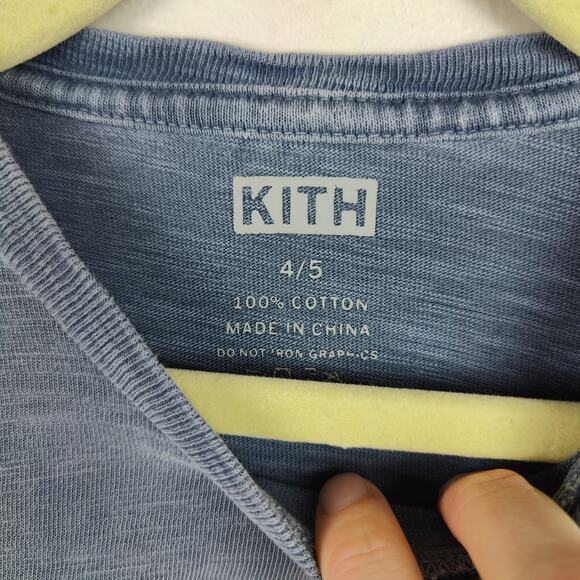 KITH
4/5
100% COTTON
MADE IN CHINA
DO NOT IRON GRAPHICS